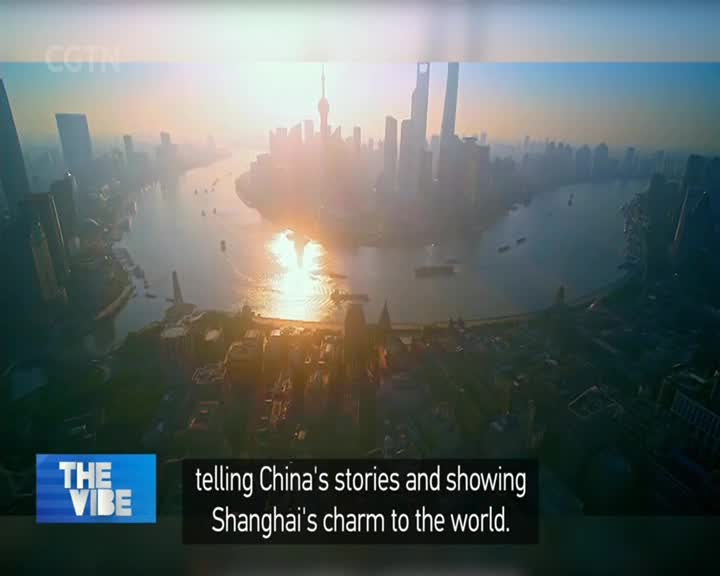 CGTN
THE
VIBE
telling China's stories and showing
Shanghai's charm to the world.